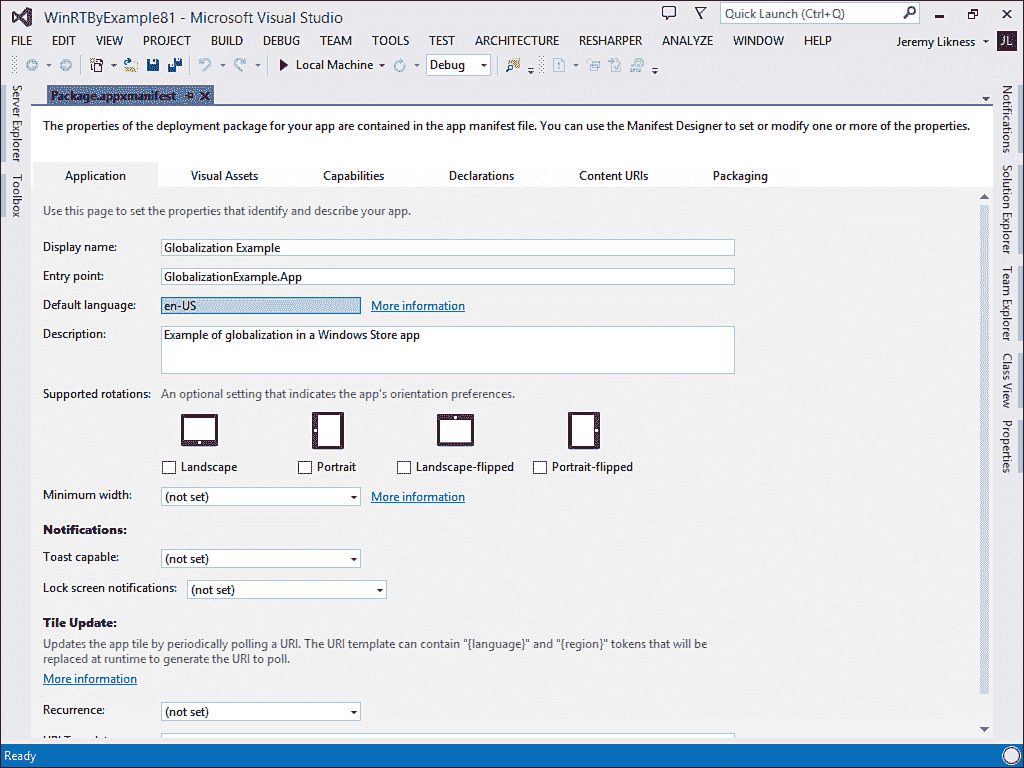 WinRTByExample81 - Microsoft Visual Studio
Quick Launch (Ctrl+Q)
FILE EDIT VIEW PROJECT BUILD DEBUG TEAM TOOLS TEST ARCHITECTURE RESHARPER ANALYZE WINDOW HELP Jeremy Likness JL
Local Machine Debug
Server Explorer
Toolbox
Package.appxmanifest
The properties of the deployment package for your app are contained in the app manifest file. You can use the Manifest Designer to set or modify one or more of the properties.
Application Visual Assets Capabilities Declarations Content URIs Packaging
Use this page to set the properties that identify and describe your app.
Display name: Globalization Example
Entry point: GlobalizationExample.App
Default language: en-US More information
Description: Example of globalization in a Windows Store app
Supported rotations: An optional setting that indicates the app's orientation preferences.
Landscape Portrait Landscape-flipped Portrait-flipped
Minimum width: (not set) More information
Notifications:
Toast capable: (not set)
Lock screen notifications: (not set)
Tile Update:
Updates the app tile by periodically polling a URI. The URI template can contain "{language}" and "{region}" tokens that will be
replaced at runtime to generate the URI to poll.
More information
Recurrence: (not set)
Notifications
Solution Explorer
Team Explorer
Class View
Properties
Ready